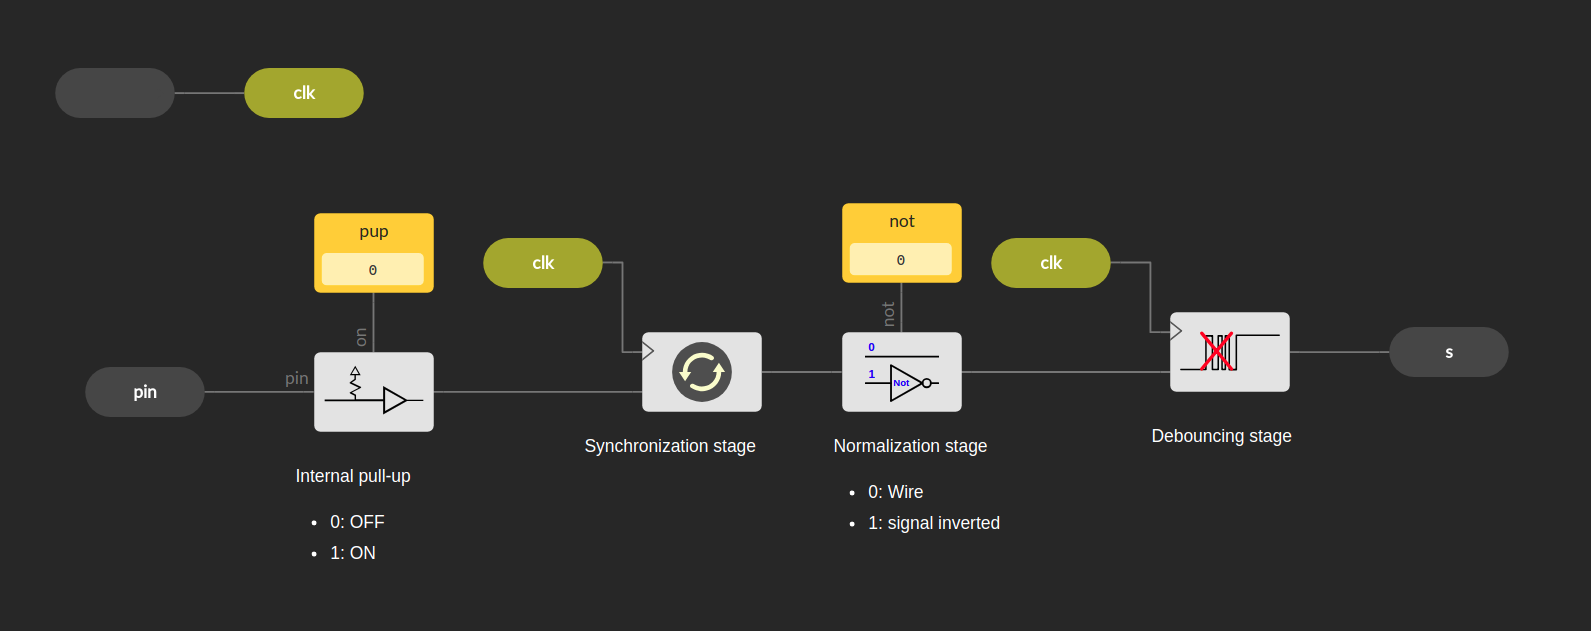 clk
pup
0
on
clk
not
0
not
clk
pin
pin
0
1
Not
s
Internal pull-up
• 0: OFF
• 1: ON
Synchronization stage
Normalization stage
• 0: Wire
• 1: signal inverted
Debouncing stage